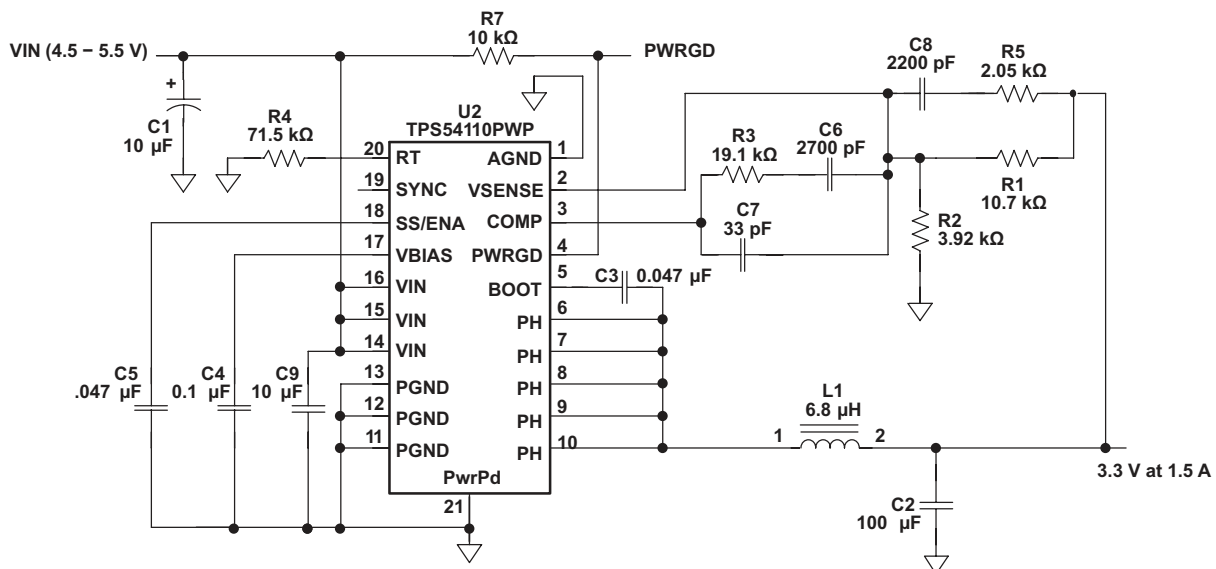 VIN (4.5 – 5.5 V)
R7
10 kΩ
PWRGD
C8
2200 pF
R5
2.05 kΩ
+
C1
10 µF
R4
71.5 kΩ
U2
TPS54110PWP
R3
19.1 kΩ
C6
2700 pF
R1
10.7 kΩ
C7
33 pF
R2
3.92 kΩ
20 RT
19 SYNC
18 SS/ENA
17 VBIAS
16 VIN
15 VIN
14 VIN
13 PGND
12 PGND
11 PGND
AGND 1
VSENSE 2
COMP 3
PWRGD 4
BOOT 5
PH 6
PH 7
PH 8
PH 9
PH 10
PwrPd
21
C3 0.047 µF
C5
.047 µF
C4
0.1 µF
C9
10 µF
L1
6.8 µH
1 2
3.3 V at 1.5 A
C2
100 µF